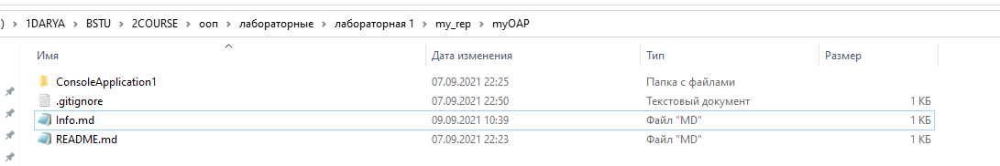 ) > 1DARYA > BSTU > 2COURSE > ооп > лабораторные > лабораторная 1 > my_rep > myOAP
Имя Дата изменения Тип Размер
ConsoleApplication1 07.09.2021 22:25 Папка с файлами
.gitignore 07.09.2021 22:50 Текстовый документ 1 КБ
Info.md 09.09.2021 10:39 Файл "MD" 1 КБ
README.md 07.09.2021 22:23 Файл "MD" 1 КБ